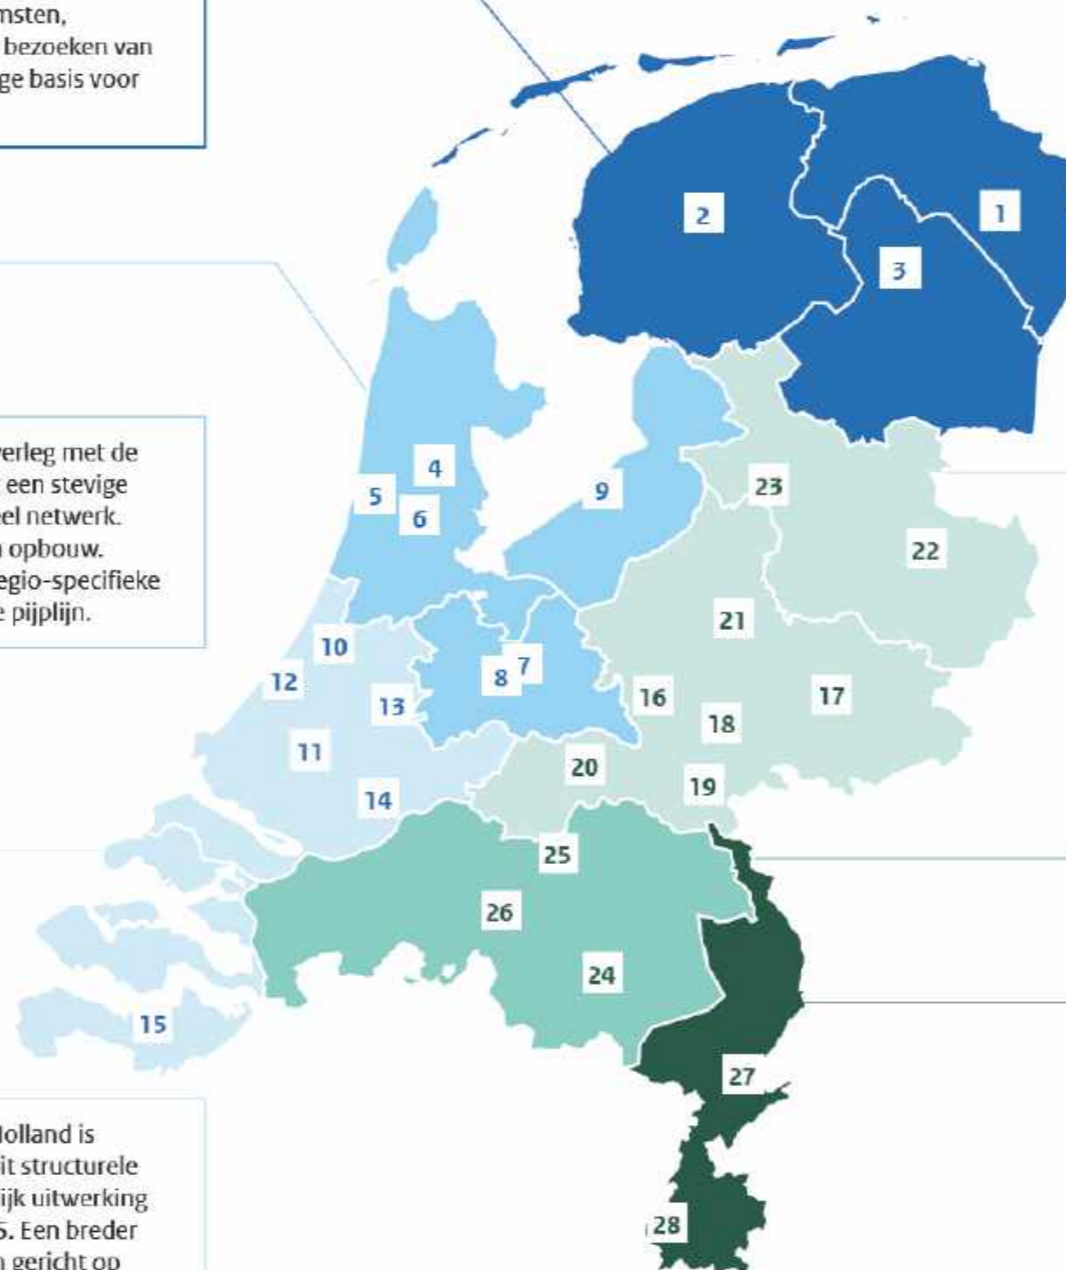 msten,
bezoeken van
ge basis voor
2
1
3
verleg met de
een stevige
eel netwerk.
opbouw.
egio-specifieke
e pijplijn.
4
5
6
9
23
22
10
12
13
8
7
21
16
17
18
11
14
20
19
25
26
24
15
27
28
Holland is
it structurele
ijk uitwerking
5. Een breder
n gericht op